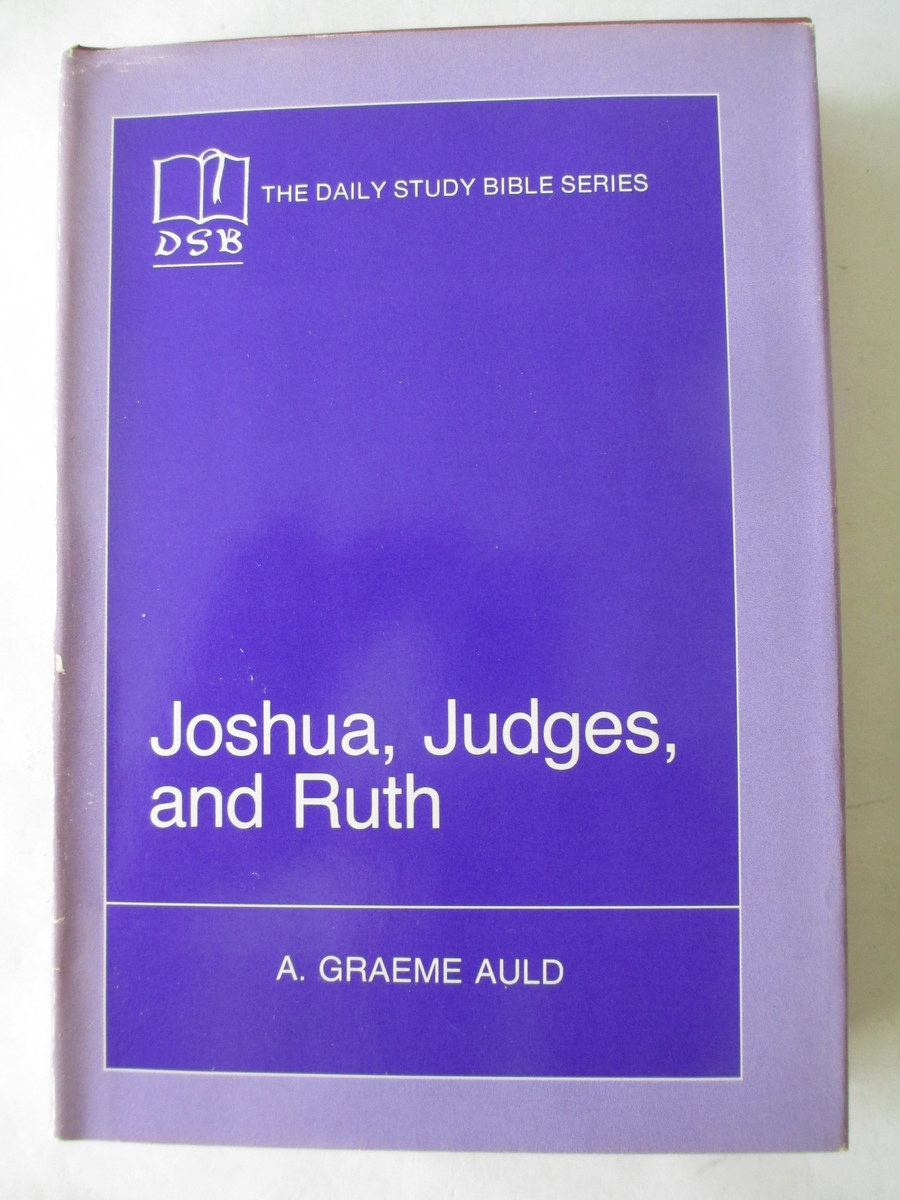 THE DAILY STUDY BIBLE SERIES
DSB
Joshua, Judges,
and Ruth
A. GRAEME AULD